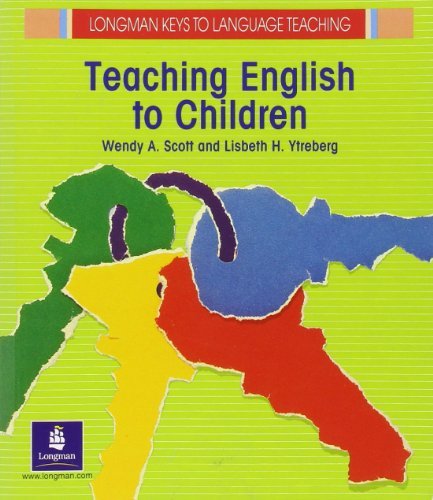 LONGMAN KEYS TO LANGUAGE TEACHING
Teaching English
to Children
Wendy A. Scott and Lisbeth H. Ytreberg
Longman
www.longman.com